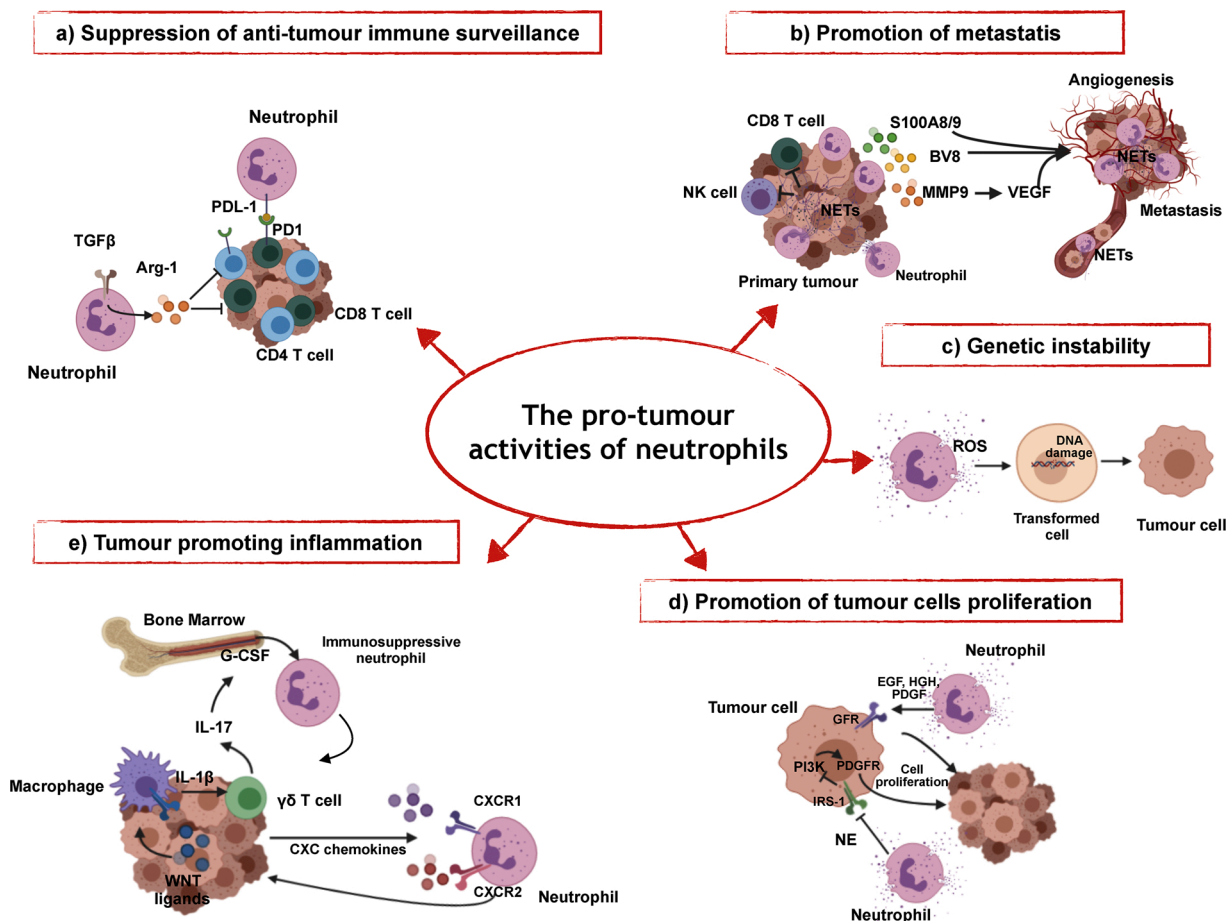 a) Suppression of anti-tumour immune surveillance
Neutrophil
PDL-1
PD1
TGFβ
Arg-1
CD8 T cell
CD4 T cell
Neutrophil
b) Promotion of metastatis
Angiogenesis
CD8 T cell
S100A8/9
BV8
NETs
NK cell
MMP9
VEGF
NETs
Metastasis
NETs
Primary tumour
Neutrophil
c) Genetic instability
ROS
DNA
damage
Transformed
cell
Tumour cell
The pro-tumour
activities of neutrophils
e) Tumour promoting inflammation
Bone Marrow
G-CSF
Immunosuppressive
neutrophil
IL-17
Macrophage
IL-1β
γδ T cell
CXCR1
CXC chemokines
WNT
ligands
CXCR2
Neutrophil
d) Promotion of tumour cells proliferation
Neutrophil
EGF, HGH,
PDGF
Tumour cell
GFR
PI3K
PDGFR
Cell
proliferation
IRS-1
NE
Neutrophil